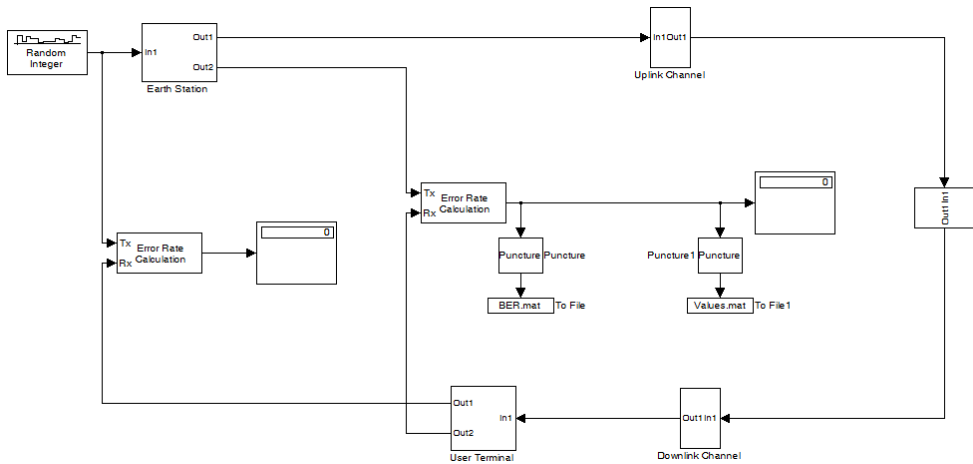 Random
Integer
In1
Out1
Out2
Earth Station
In1 Out1
Uplink Channel
Tx
Rx
Error Rate
Calculation
0
Out1 In1
Tx
Rx
Error Rate
Calculation
0
Puncture
Puncture
Puncture1
Puncture
BER.mat
To File
Values.mat
To File1
Out1
Out2
In1
User Terminal
Out1 In1
Downlink Channel